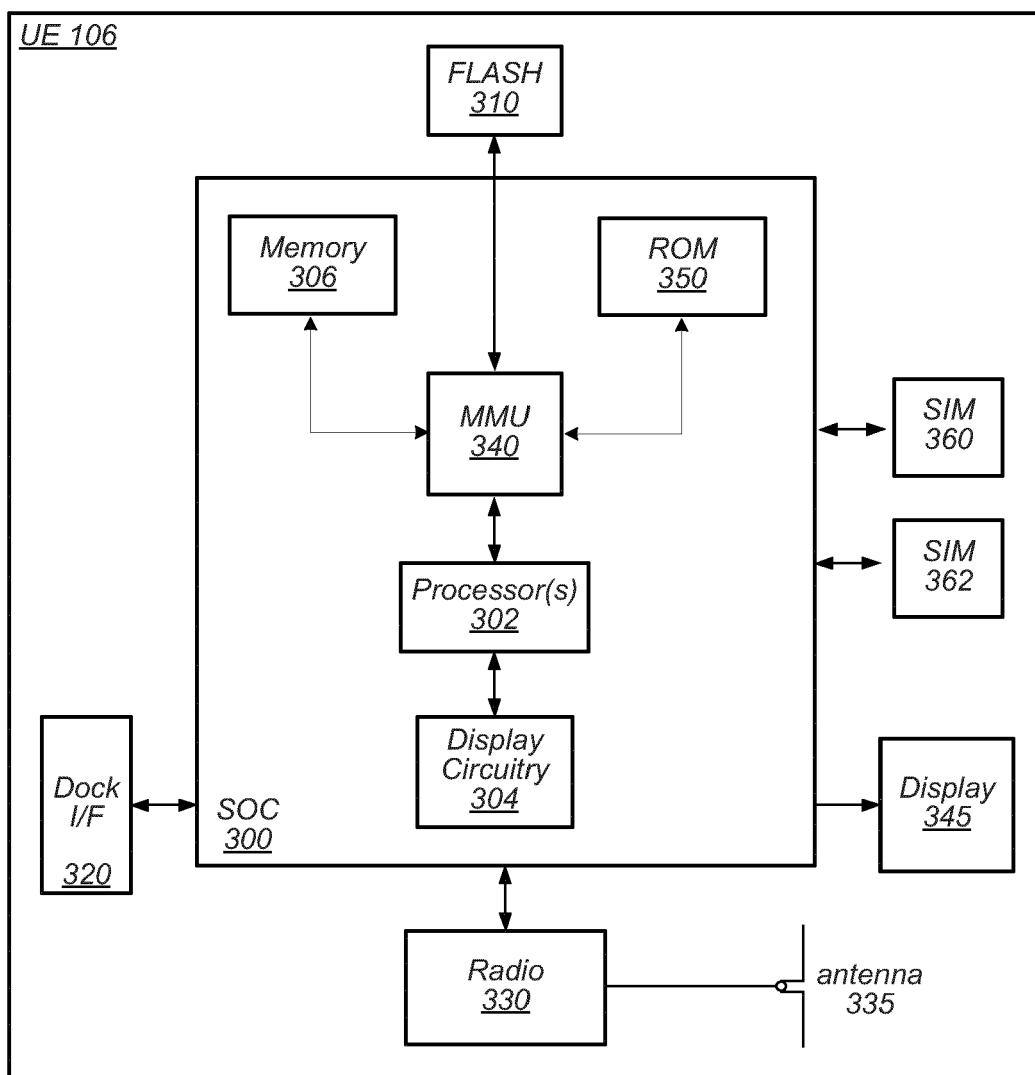 UE 106
FLASH
310
Memory
306
ROM
350
MMU
340
SIM
360
Processor(s)
302
SIM
362
Display
Circuitry
304
Dock
I/F
320
SOC
300
Display
345
Radio
330
antenna
335